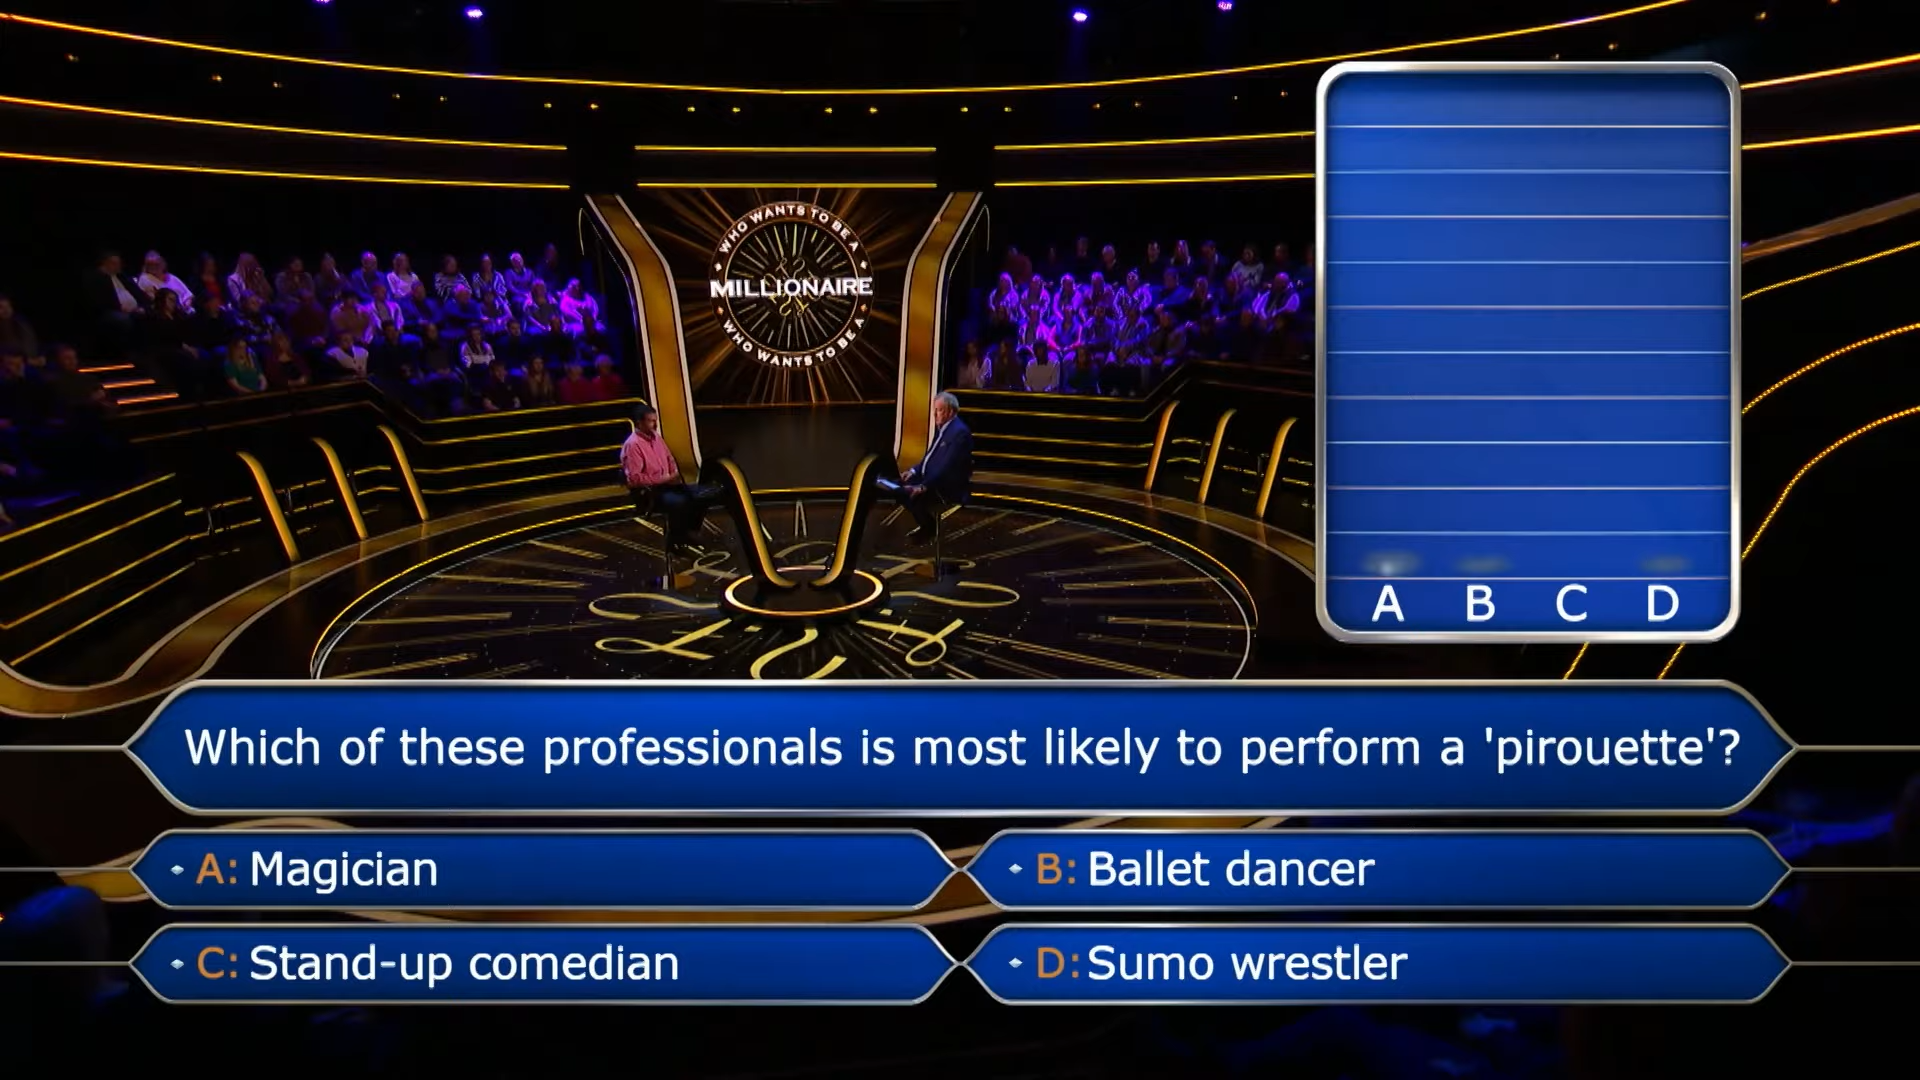 WHO WANTS TO BE A
MILLIONAIRE
WHO WANTS TO BE A
A B C D
Which of these professionals is most likely to perform a 'pirouette'?
A: Magician
B: Ballet dancer
C: Stand-up comedian
D: Sumo wrestler